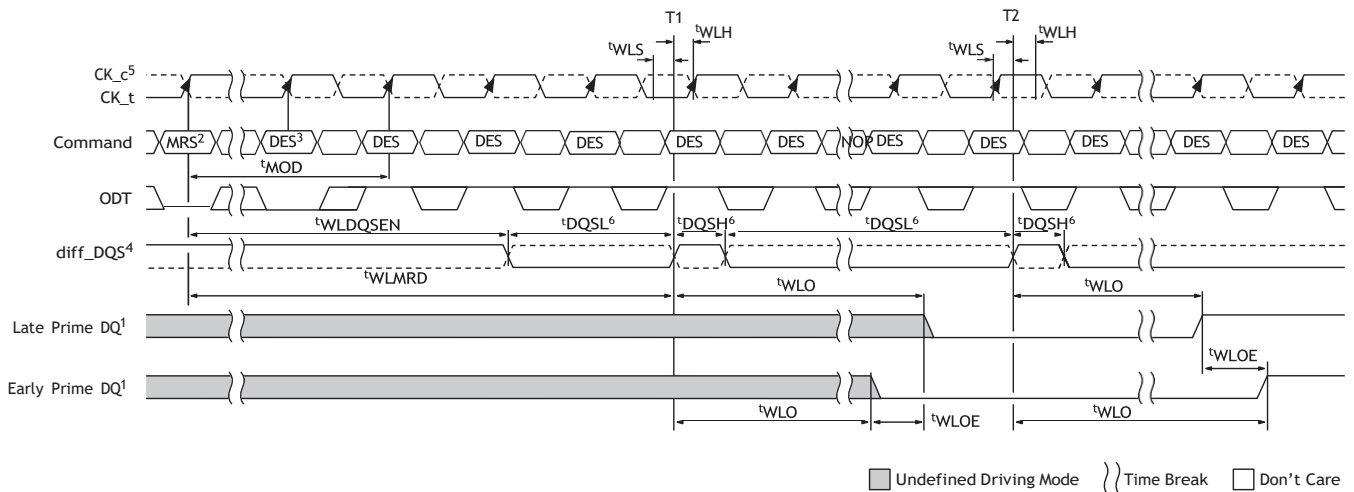 T1 T2
tWLH tWLH
tWLS tWLS
CK_c5
CK_t
Command MRS2 DES3 DES DES DES DES DES NOP DES DES DES DES DES
tMOD
ODT
tWLDQSEN tDQSL6 tDQSH6 tDQSL6 tDQSH6
diff_DQS4
tWLMRD tWLO tWLO
Late Prime DQ1
tWLOE
Early Prime DQ1
tWLO tWLOE tWLO
Undefined Driving Mode Time Break Don't Care